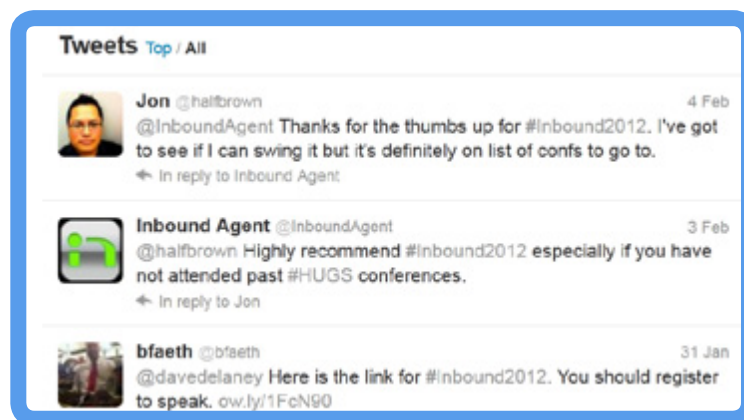 Tweets Top / All
Jon @halfbrown 4 Feb
@InboundAgent Thanks for the thumbs up for #Inbound2012. I've got
to see if I can swing it but it's definitely on list of confs to go to.
In reply to Inbound Agent
in
Inbound Agent @InboundAgent 3 Feb
@halfbrown Highly recommend #Inbound2012 especially if you have
not attended past #HUGS conferences.
In reply to Jon
bfaeth @bfaeth 31 Jan
@davedelaney Here is the link for #Inbound2012. You should register
to speak. ow.ly/1FcN90